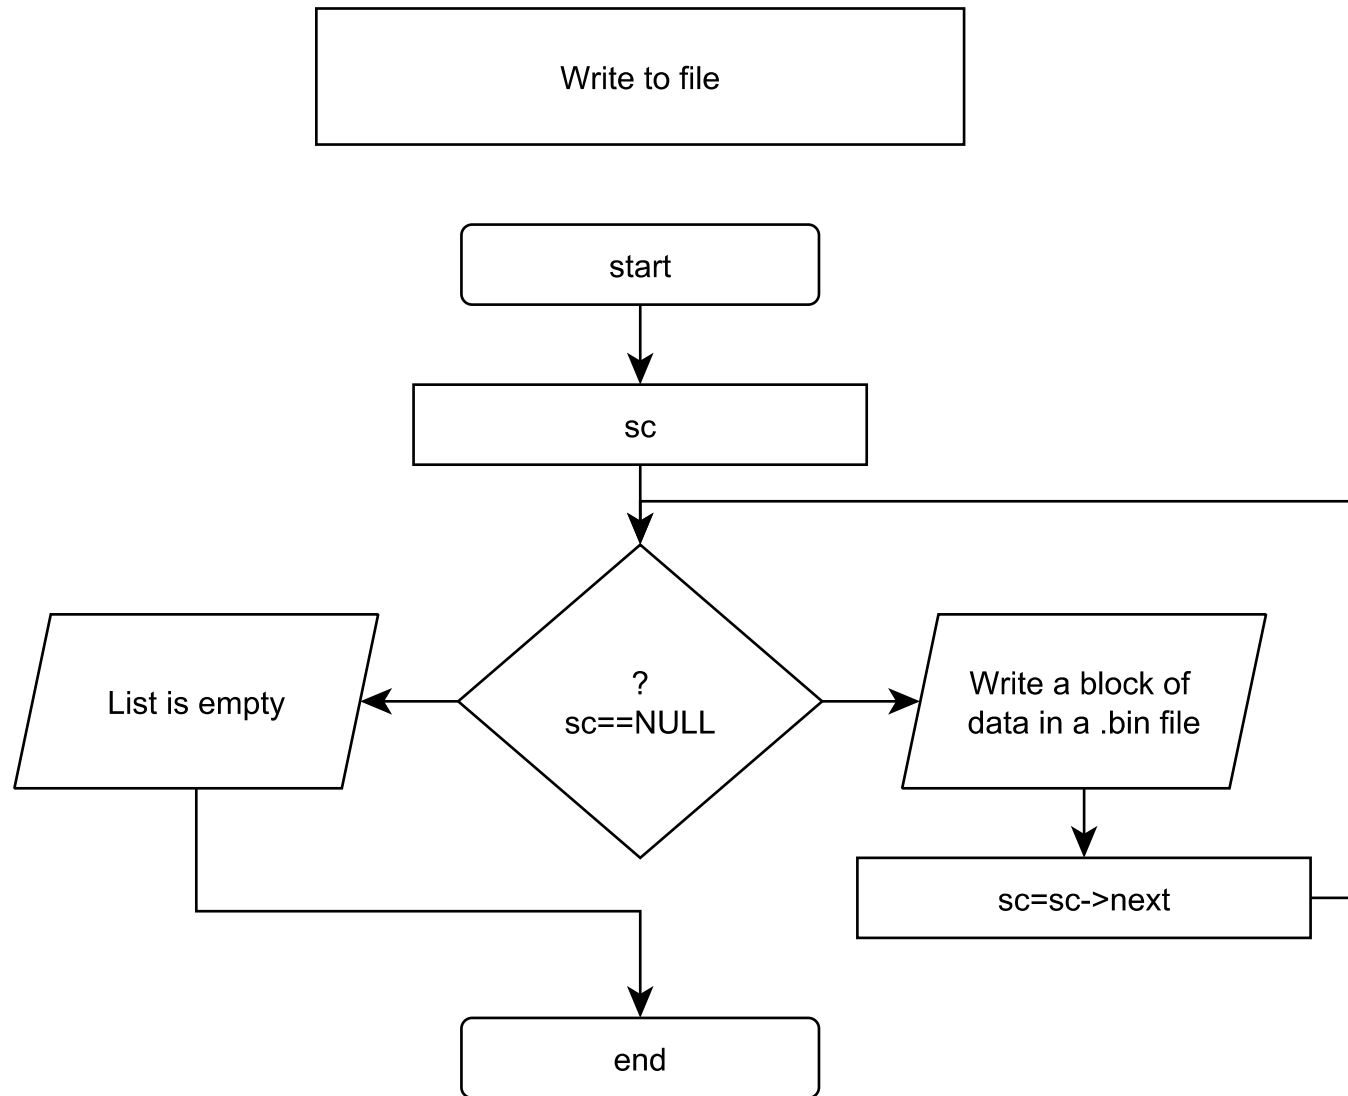 Write to file
start
sc
?
sc==NULL
List is empty
Write a block of
data in a .bin file
sc=sc->next
end